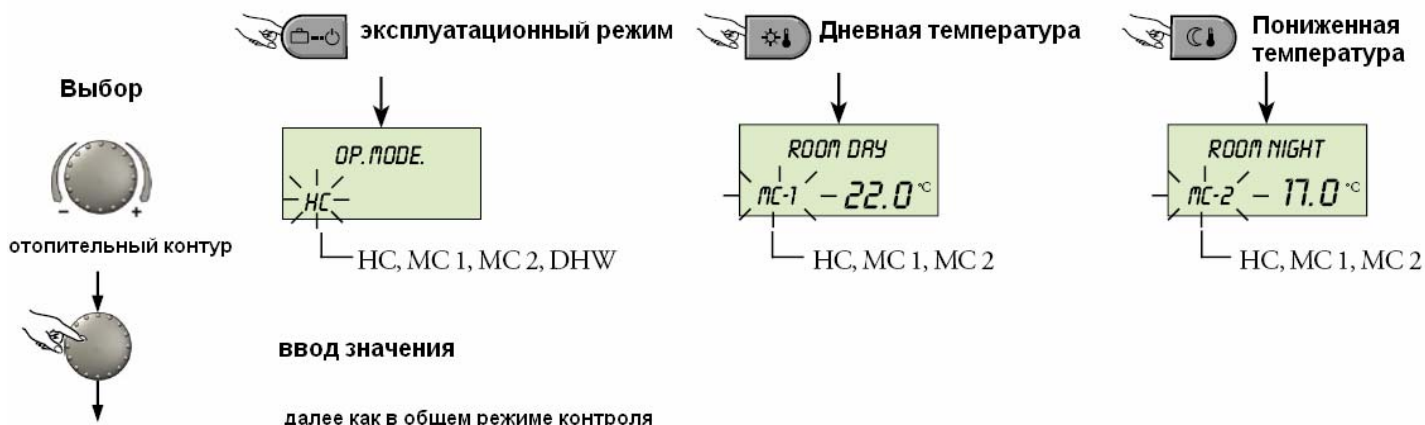 эксплуатационный режим
Дневная температура
Пониженная
температура
Выбор
OP. MODE.
HC
HC, MC 1, MC 2, DHW
ROOM DAY
MC-1 22.0 °C
HC, MC 1, MC 2
ROOM NIGHT
MC-2 17.0 °C
HC, MC 1, MC 2
- +
отопительный контур
ввод значения
далее как в общем режиме контроля